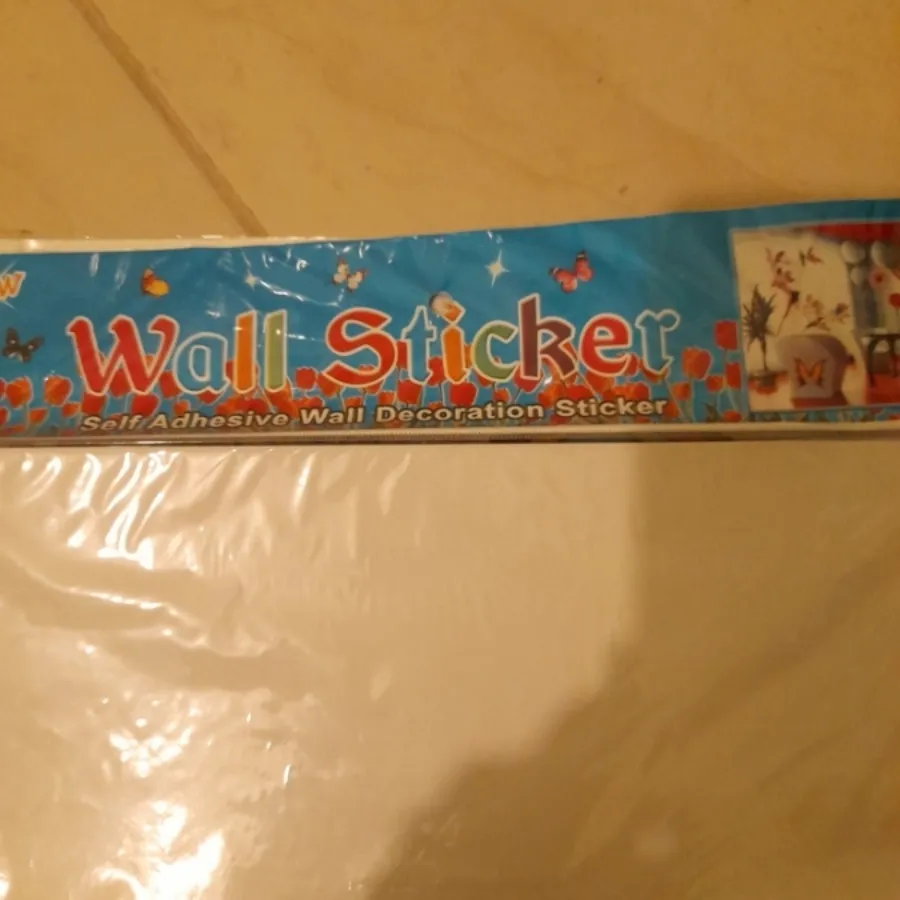 Wall Sticker
Self Adhesive Wall Decoration Sticker